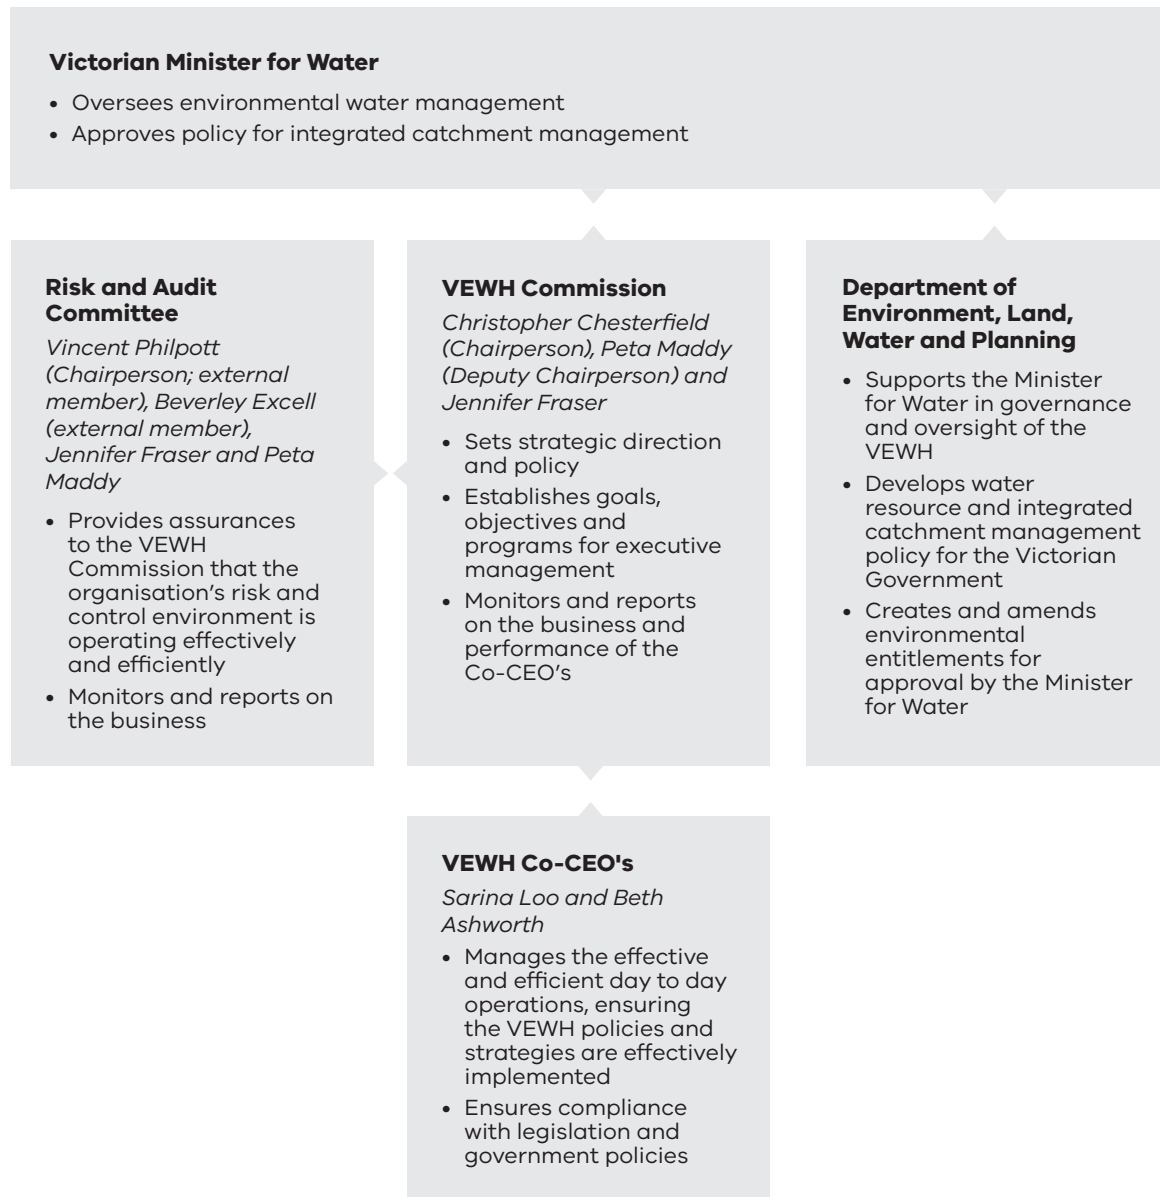 Victorian Minister for Water
• Oversees environmental water management
• Approves policy for integrated catchment management
Risk and Audit
Committee
Vincent Philpott
(Chairperson; external
member), Beverley Excell
(external member),
Jennifer Fraser and Peta
Maddy
• Provides assurances
to the VEWH
Commission that the
organisation’s risk and
control environment is
operating effectively
and efficiently
• Monitors and reports on
the business
VEWH Commission
Christopher Chesterfield
(Chairperson), Peta Maddy
(Deputy Chairperson) and
Jennifer Fraser
• Sets strategic direction
and policy
• Establishes goals,
objectives and
programs for executive
management
• Monitors and reports
on the business and
performance of the
Co-CEO’s
Department of
Environment, Land,
Water and Planning
• Supports the Minister
for Water in governance
and oversight of the
VEWH
• Develops water
resource and integrated
catchment management
policy for the Victorian
Government
• Creates and amends
environmental
entitlements for
approval by the Minister
for Water
VEWH Co-CEO's
Sarina Loo and Beth
Ashworth
• Manages the effective
and efficient day to day
operations, ensuring
the VEWH policies and
strategies are effectively
implemented
• Ensures compliance
with legislation and
government policies